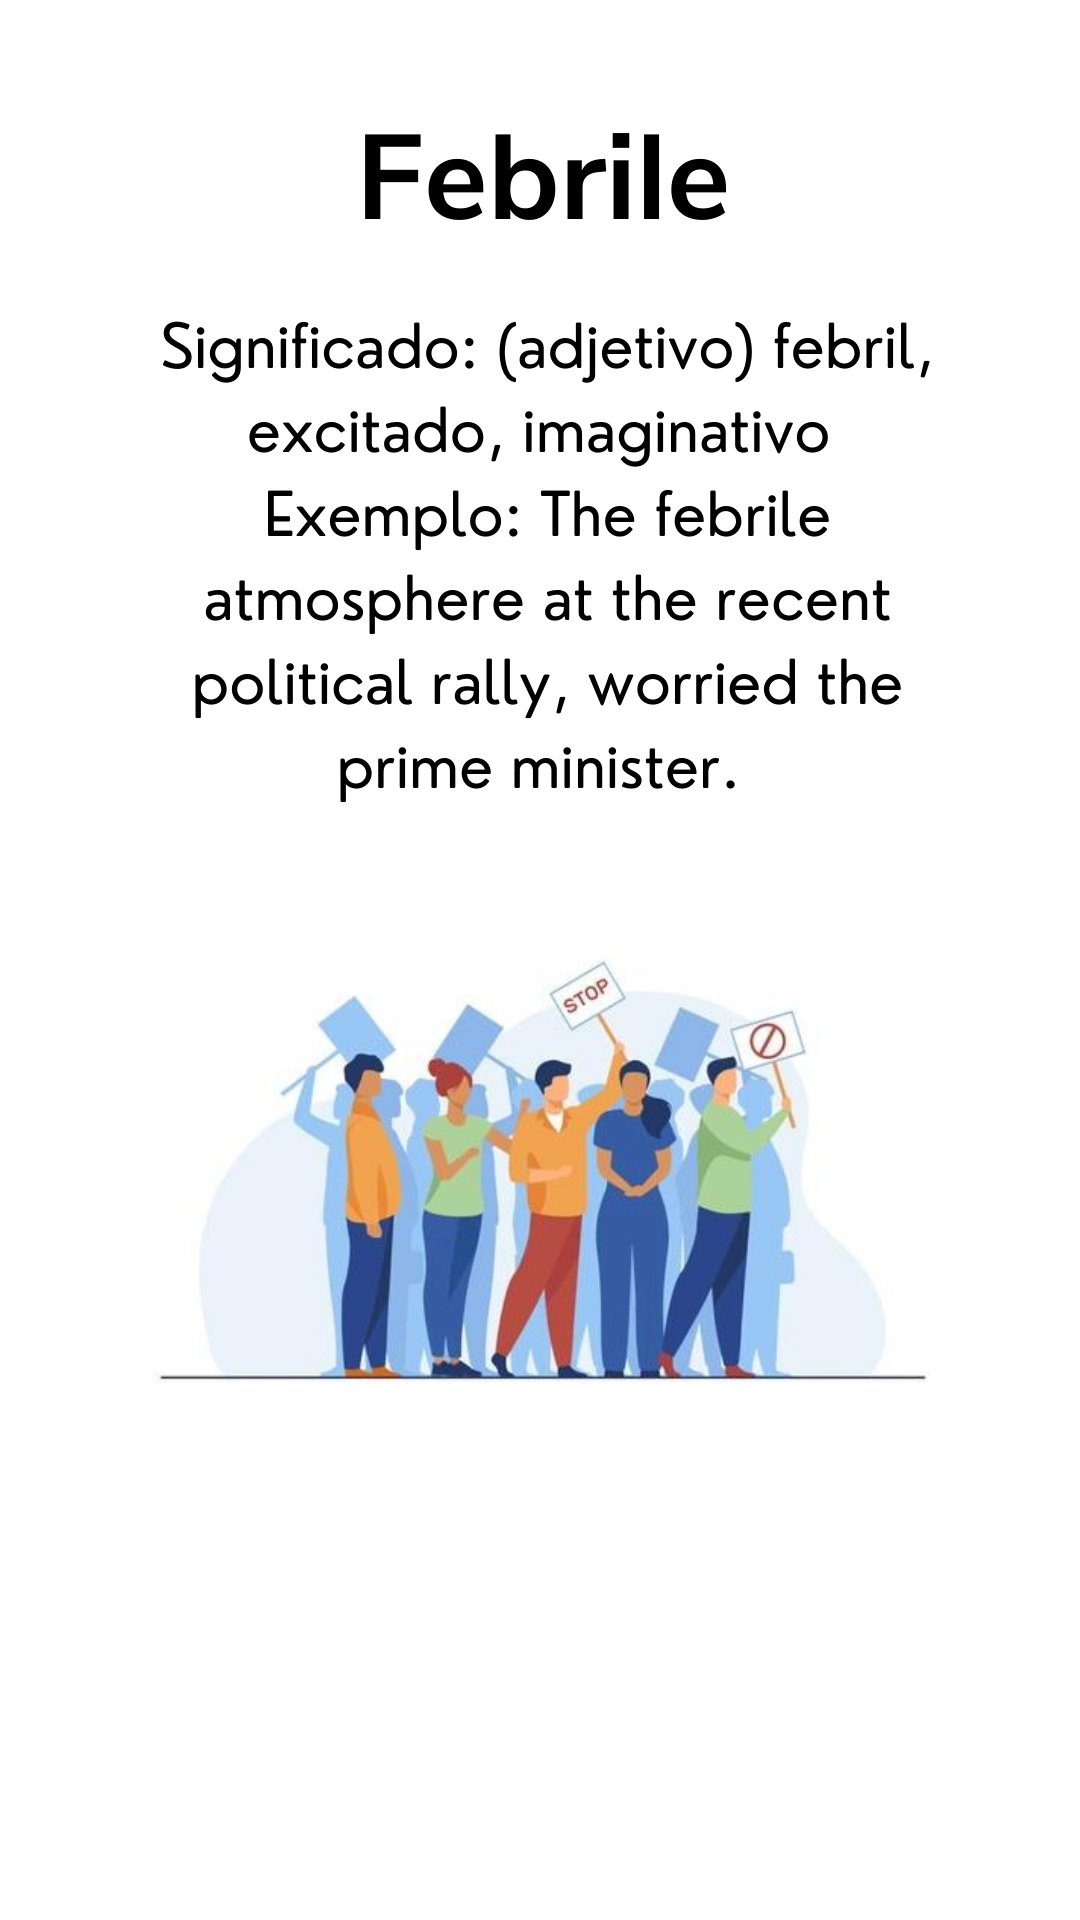 Febrile
Significado: (adjetivo) febril,
excitado, imaginativo
Exemplo: The febrile
atmosphere at the recent
political rally, worried the
prime minister.
STOP